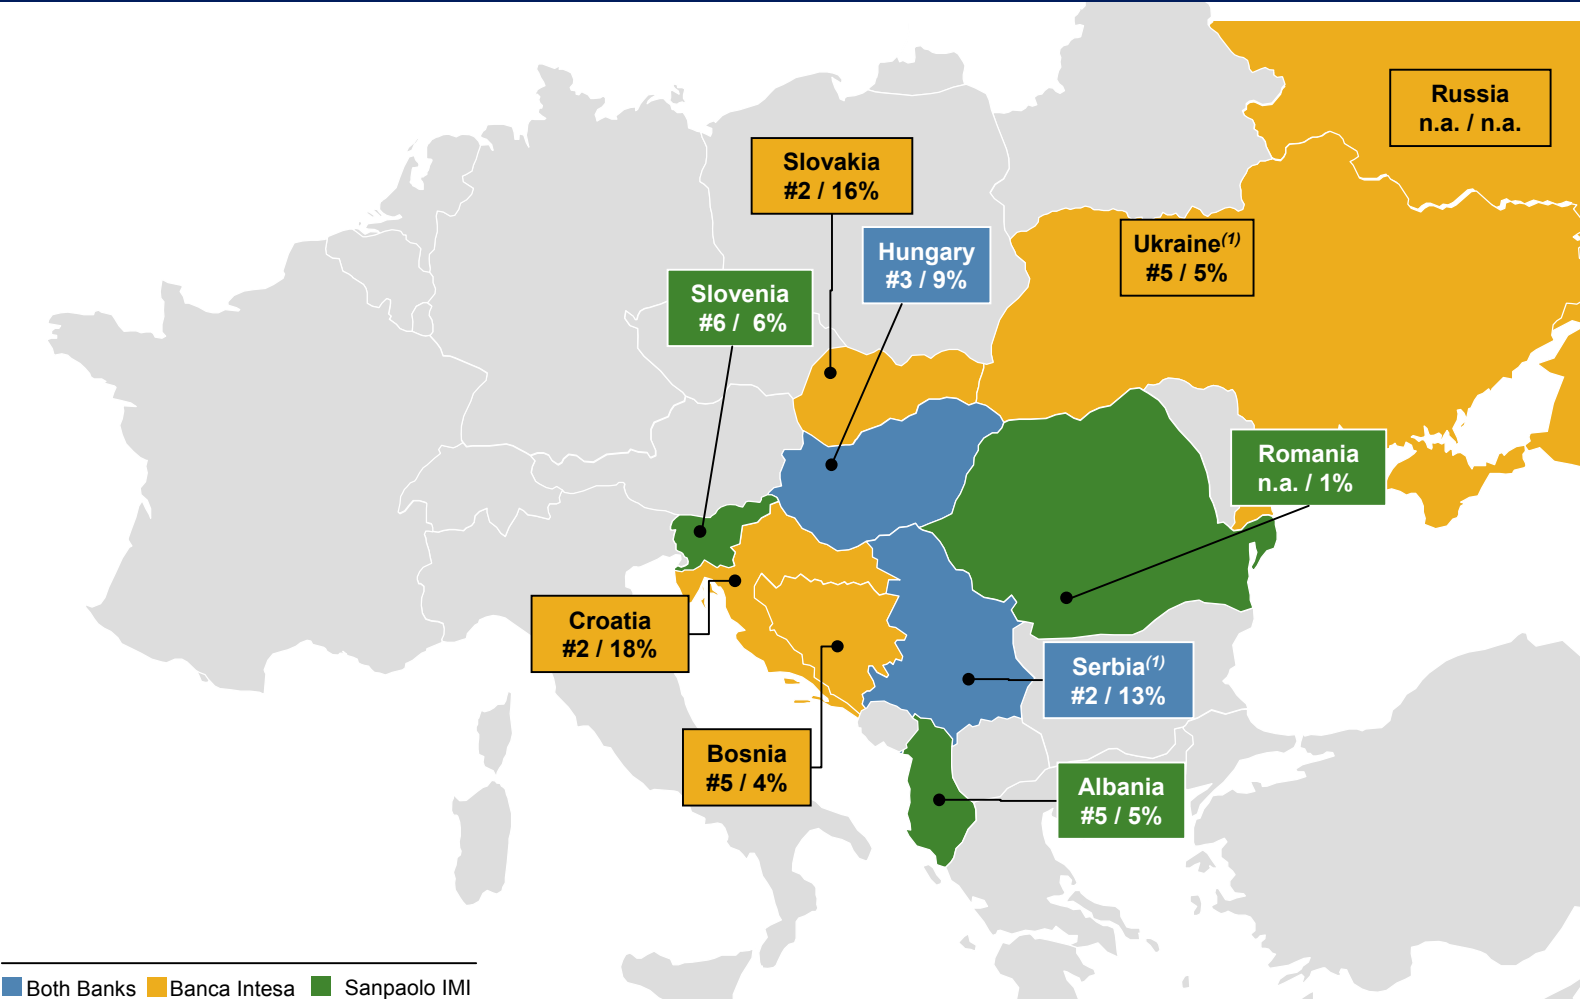 Russia
n.a. / n.a.
Slovakia
#2 / 16%
Ukraine(1)
#5 / 5%
Hungary
#3 / 9%
Slovenia
#6 / 6%
Romania
n.a. / 1%
Croatia
#2 / 18%
Serbia(1)
#2 / 13%
Bosnia
#5 / 4%
Albania
#5 / 5%
Both Banks Banca Intesa Sanpaolo IMI